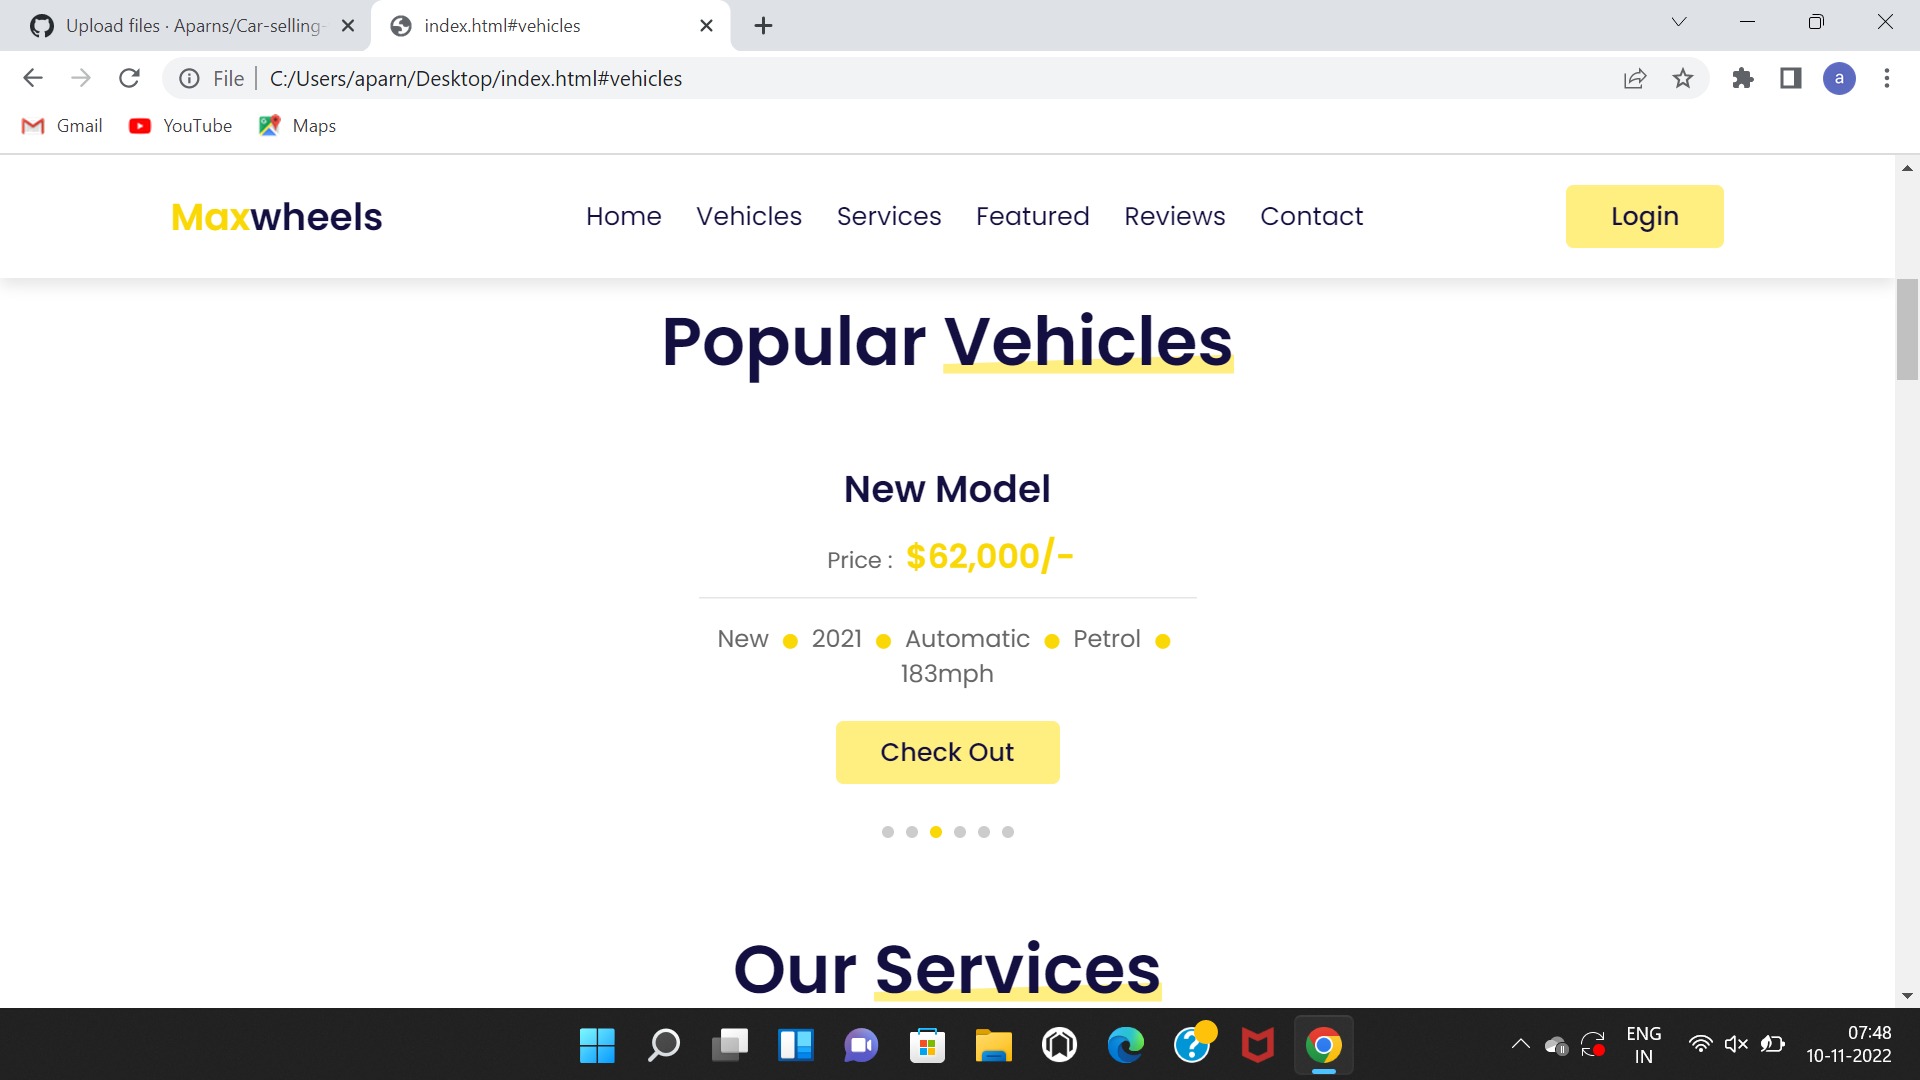 Upload files · Aparns/Car-selling-
index.html#vehicles
File
C:/Users/aparn/Desktop/index.html#vehicles
a
Gmail
YouTube
Maps
Maxwheels
Home
Vehicles
Services
Featured
Reviews
Contact
Login
Popular Vehicles
New Model
Price : $62,000/-
New 2021 Automatic Petrol
183mph
Check Out
Our Services
ENG
IN
07:48
10-11-2022